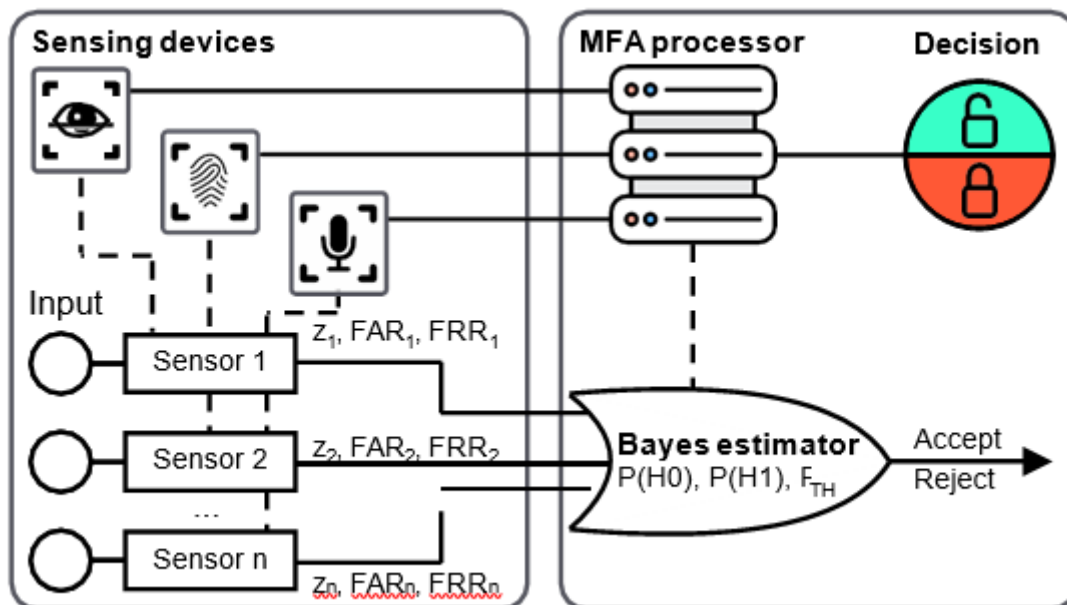 Sensing devices
MFA processor
Decision
Input
z1, FAR1, FRR1
Sensor 1
z2, FAR2, FRR2
Sensor 2
...
Sensor n
zn, FARn, FRRn
Bayes estimator
P(H0), P(H1), FTH
Accept
Reject